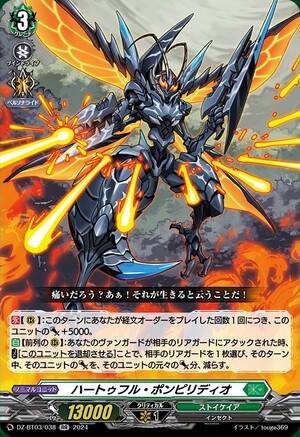 グレード
3
ツインドライブ
ペルソナライド
痛いだろう？あぁ！それが生きると云うことだ！
【(R)】：このターンにあなたが経文オーダーをプレイした回数１回につき、このユニットの+5000。
【前列の(R)】：あなたのヴァンガードが相手のリアガードにアタックされた時、このユニットを退却させることで、相手のリアガードを１枚選び、そのターン中、そのユニットの を、そのユニットの元々の 分、減らす。
ノーマルユニット
ハートゥフル・ポンピリディオ
パワー
13000
クリティカル
1
ストイケイア
インセクト
DZ-BT03/038 RR 2024
イラスト／touge369